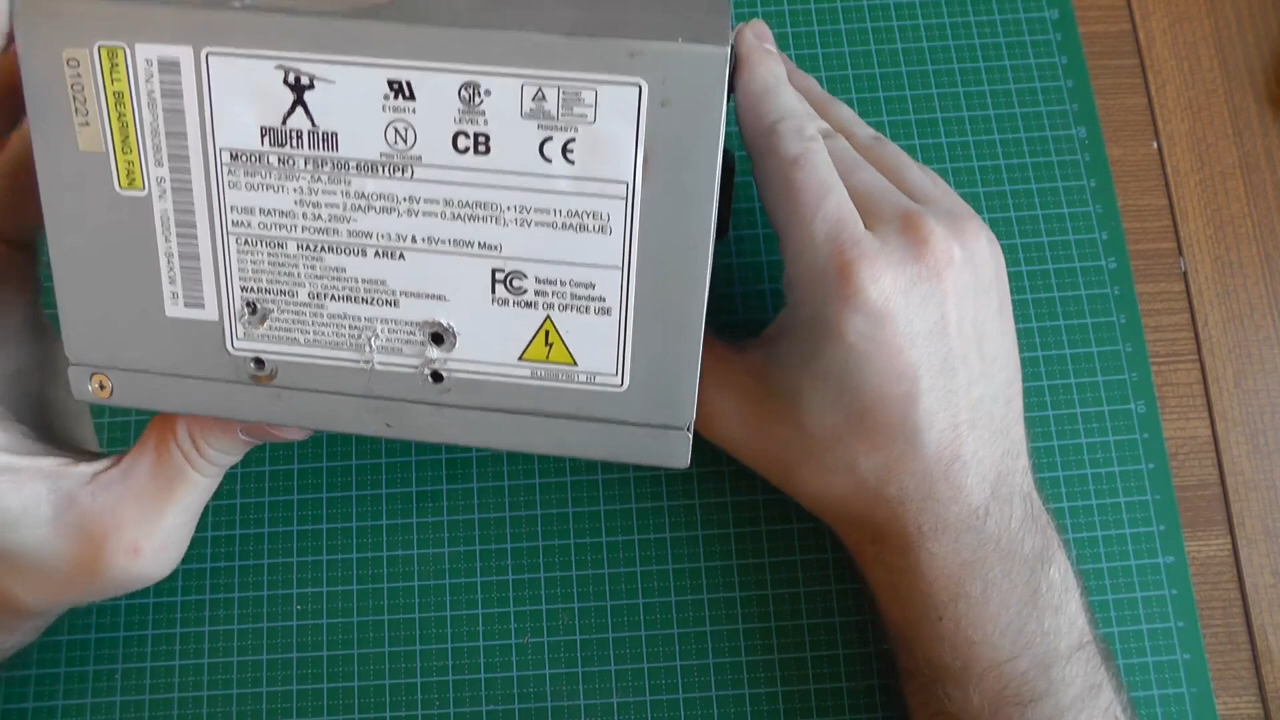 010221.
BALL BEARING FAN
POWER MAN
E190414
LEVEL 5
N
CB
CE
MODEL NO: FSP300-60BT(PF)
AC INPUT:230V~,5A,50Hz
DC OUTPUT: +3.3V⎓16.0A(ORG),+5V⎓30.0A(RED),+12V⎓11.0A(YEL)
+5Vsb⎓2.0A(PURP),-5V⎓0.3A(WHITE),-12V⎓0.8A(BLUE)
FUSE RATING: 6.3A,250V~
MAX. OUTPUT POWER: 300W (+3.3V & +5V=150W Max)
CAUTION! HAZARDOUS AREA
SAFETY INSTRUCTIONS:
DO NOT REMOVE THE COVER
NO SERVICEABLE COMPONENTS INSIDE.
REFER SERVICING TO QUALIFIED SERVICE PERSONNEL.
WARNUNG! GEFAHRENZONE
ÖFFNEN DES GERÄTES NETZSTECKER
FC Tested to Comply
With FCC Standards
FOR HOME OR OFFICE USE